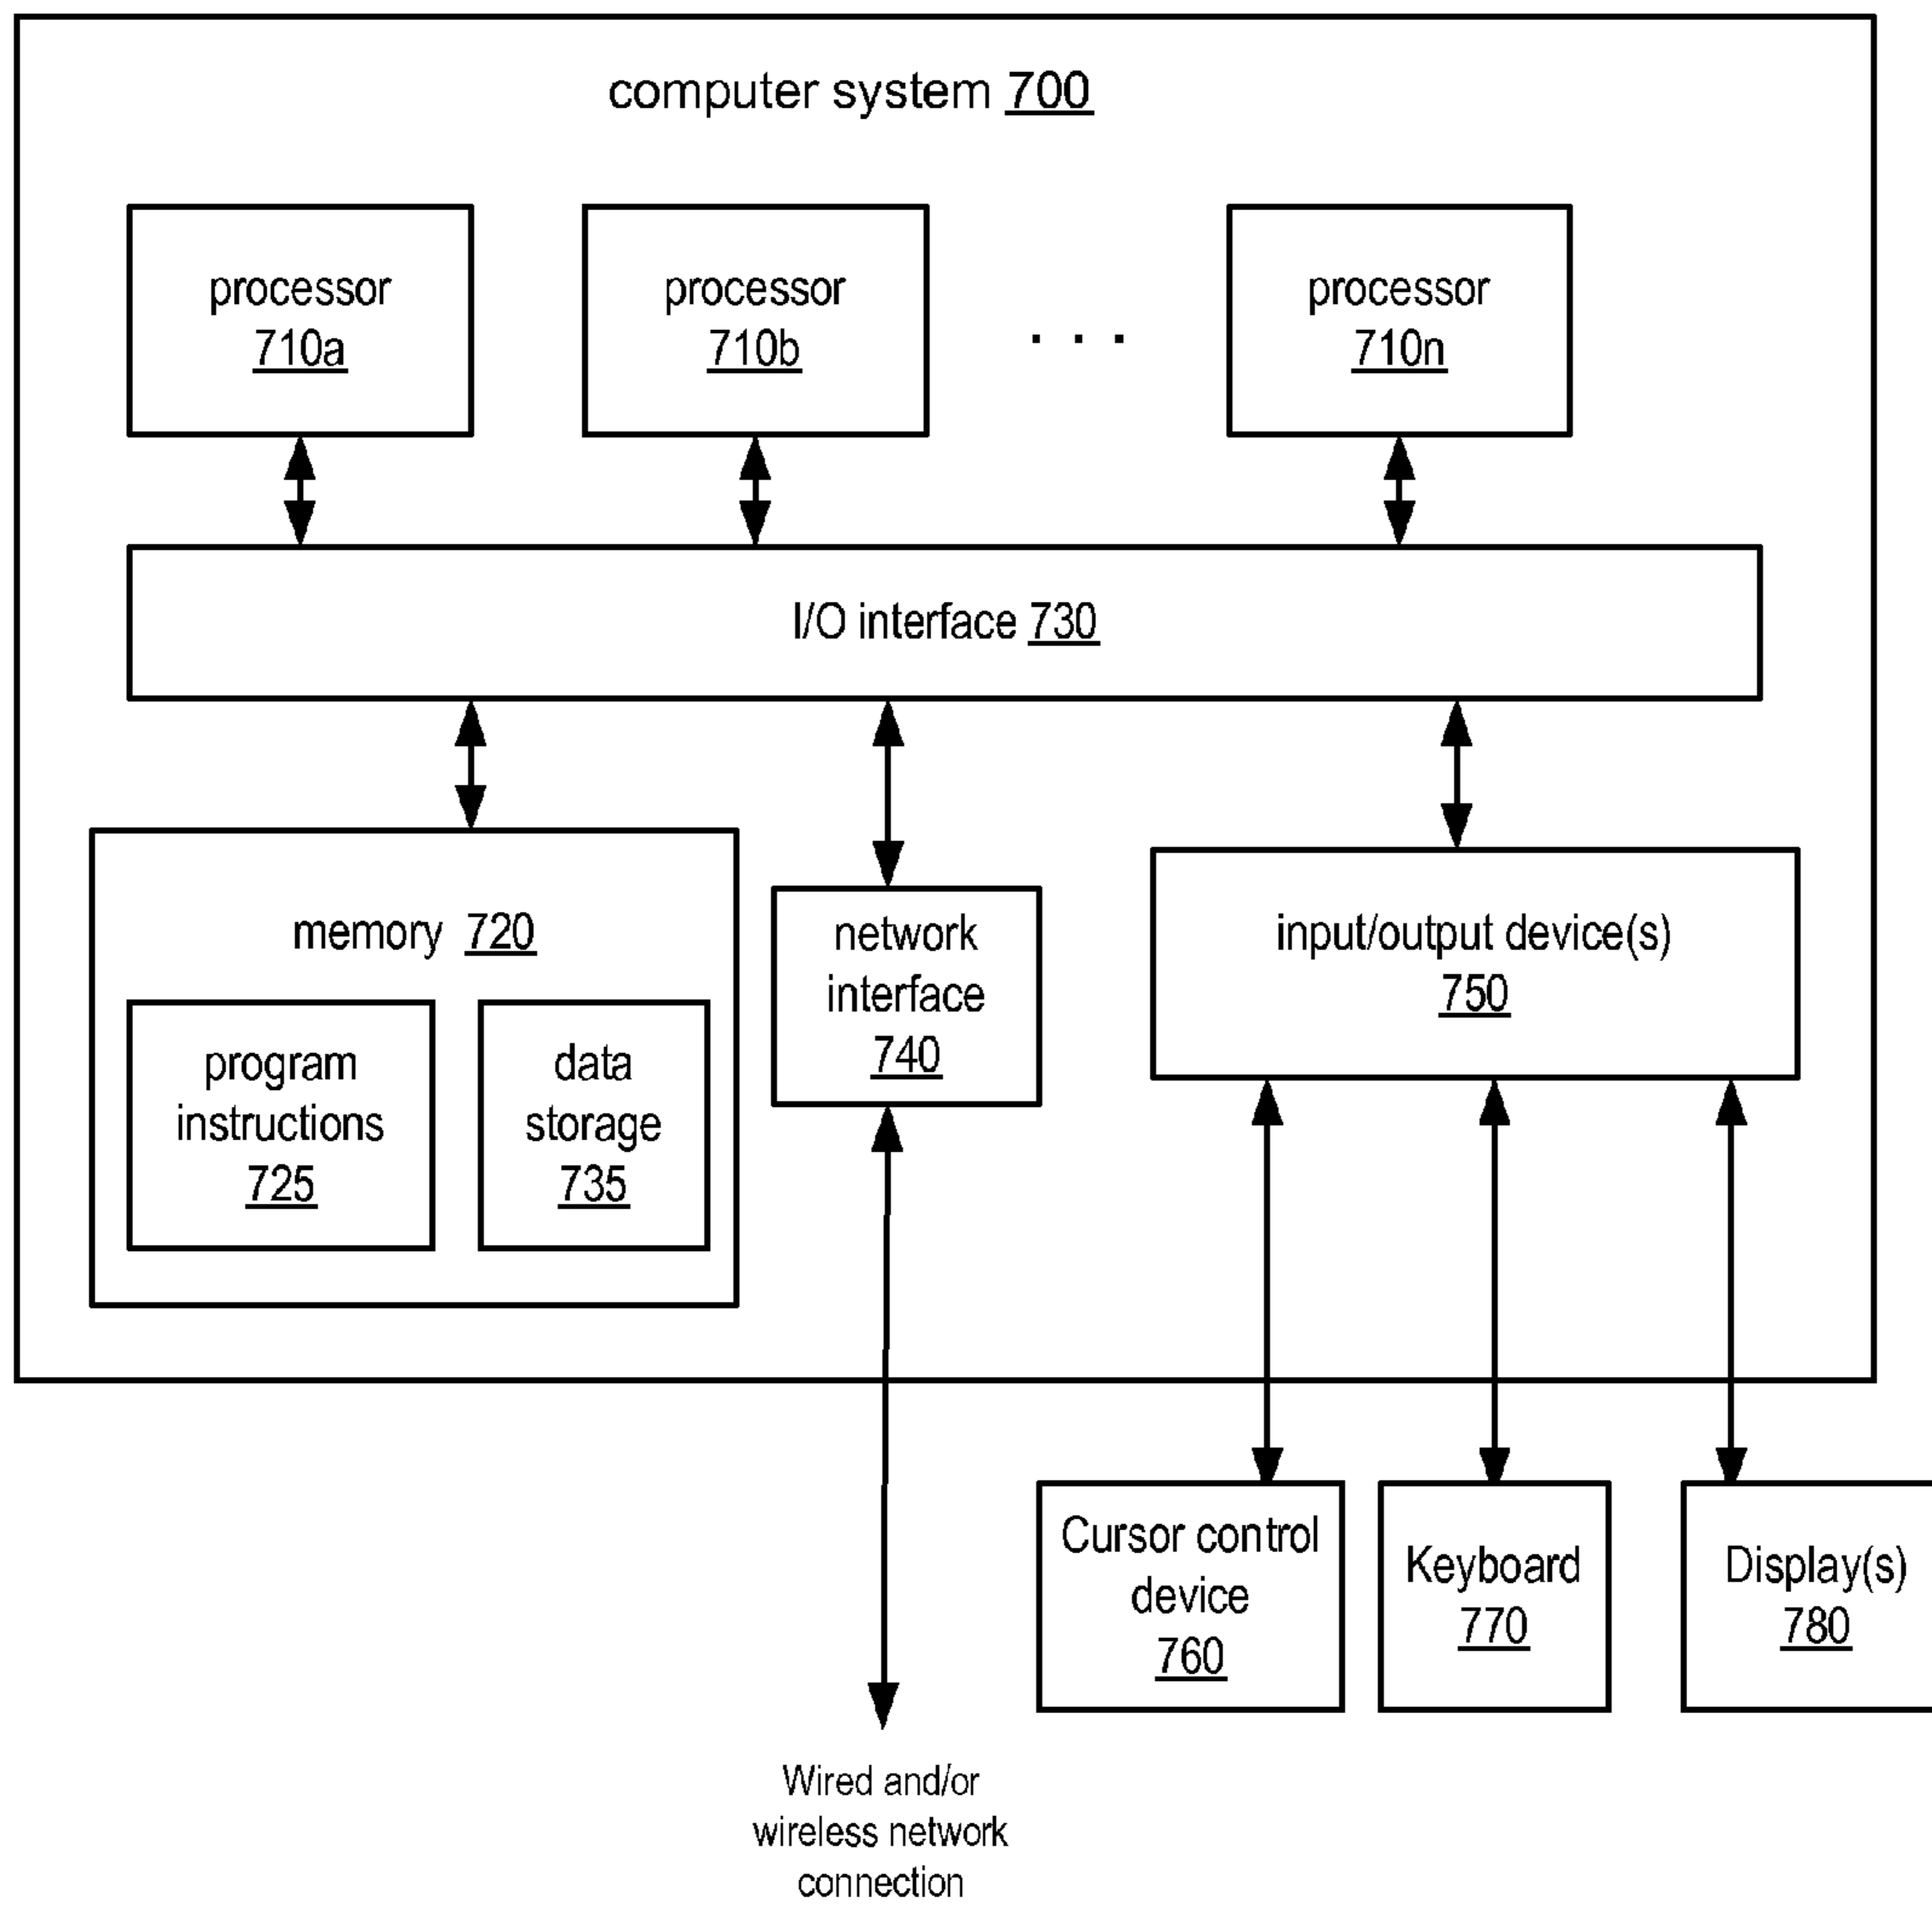 computer system 700
processor
710a
processor
710b
. . .
processor
710n
I/O interface 730
memory 720
program
instructions
725
data
storage
735
network
interface
740
input/output device(s)
750
Cursor control
device
760
Keyboard
770
Display(s)
780
Wired and/or
wireless network
connection